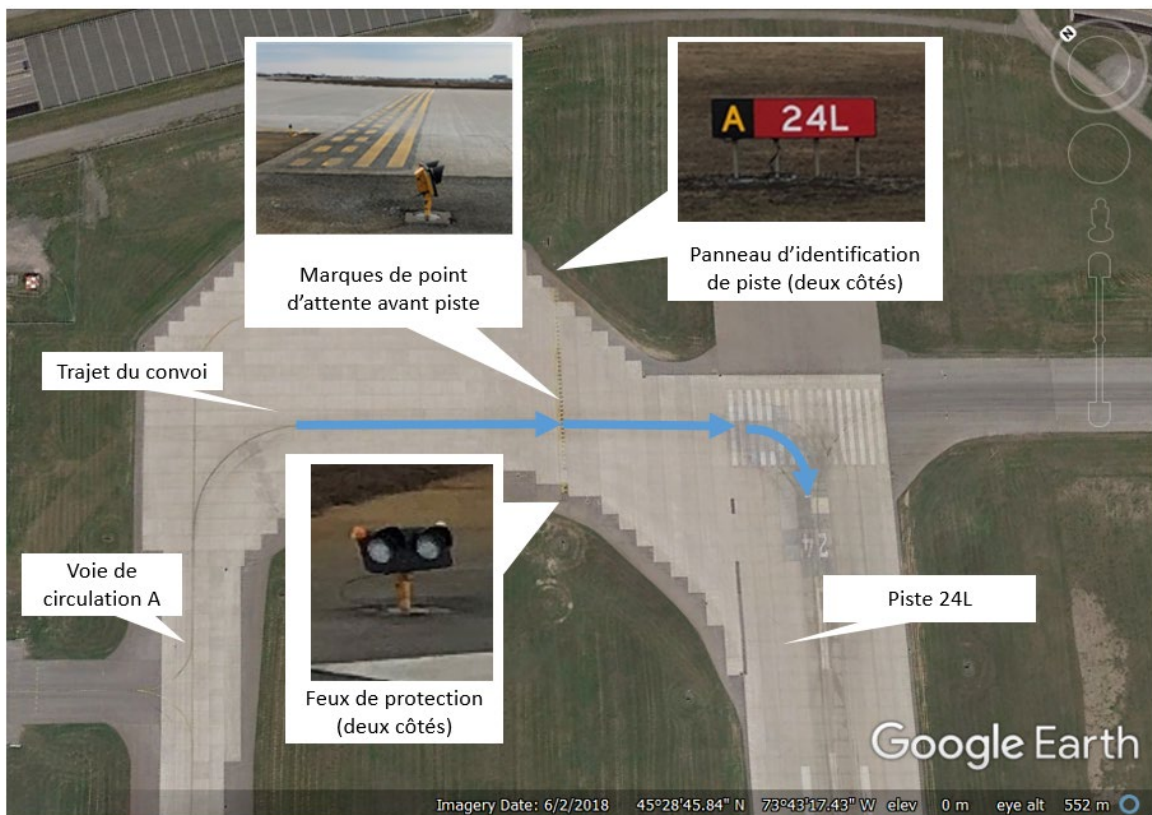 N
A 24L
Marques de point
d'attente avant piste
Panneau d'identification
de piste (deux côtés)
Trajet du convoi
Voie de
circulation A
24
Piste 24L
Feux de protection
(deux côtés)
Google Earth
Imagery Date: 6/2/2018 45°28'45.84" N 73°43'17.43" W elev 0 m eye alt 552 m